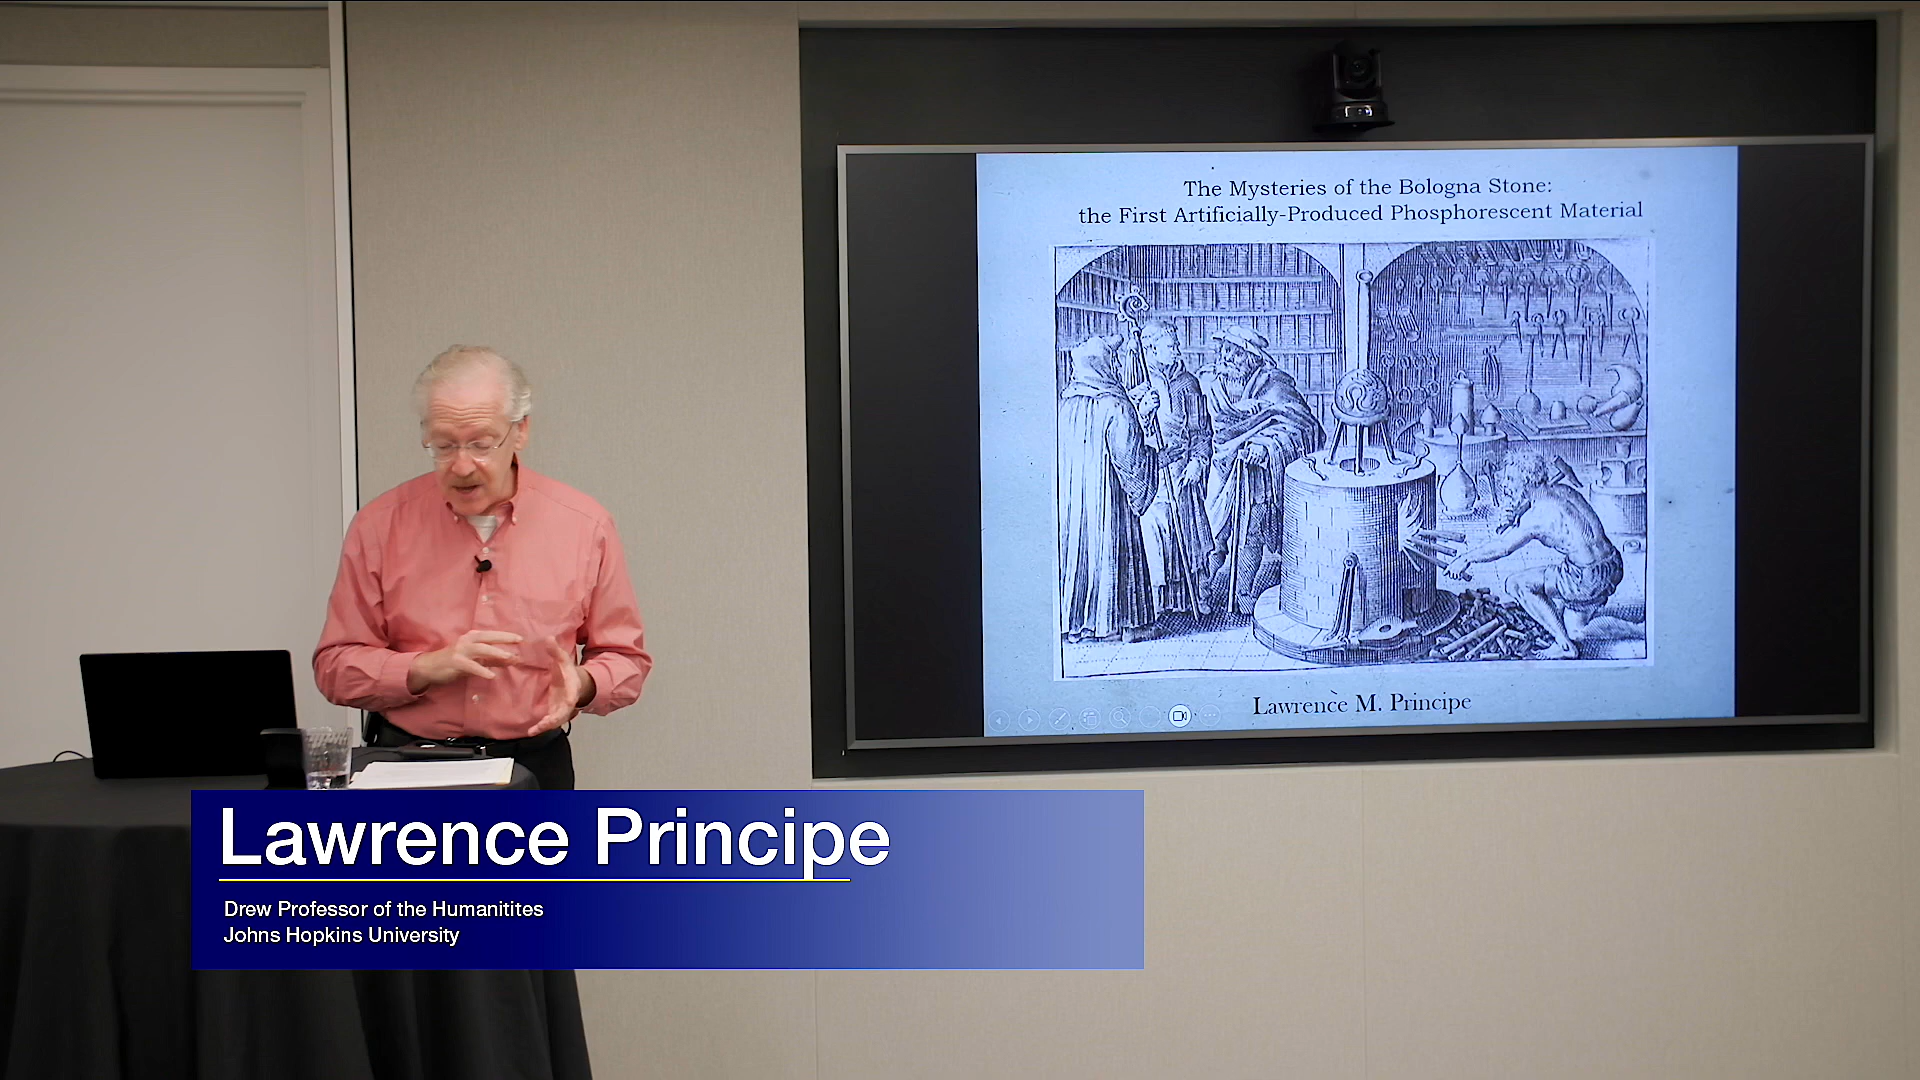 The Mysteries of the Bologna Stone:
the First Artificially-Produced Phosphorescent Material
Lawrence M. Principe
Lawrence Principe
Drew Professor of the Humanitites
Johns Hopkins University